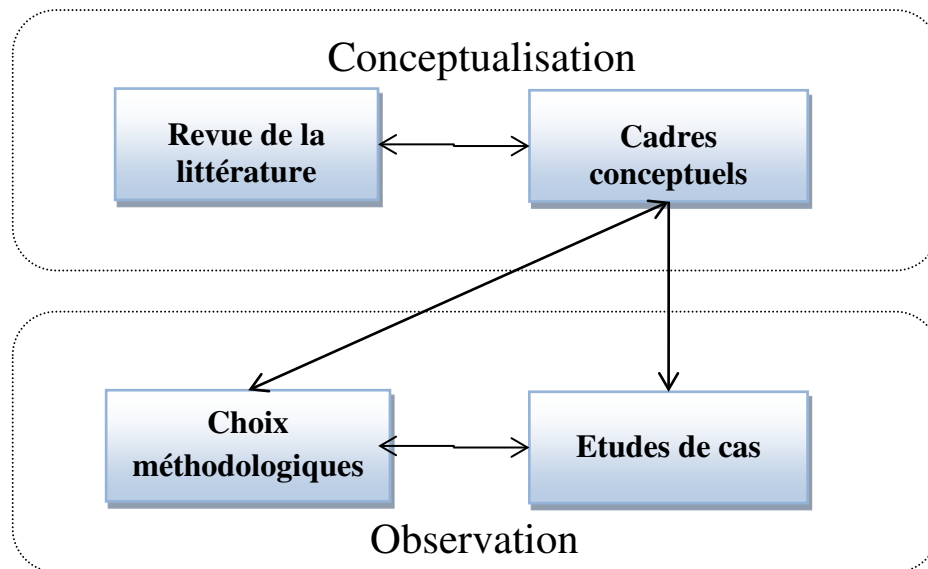 Conceptualisation
Revue de la
littérature
Cadres
conceptuels
Choix
méthodologiques
Etudes de cas
Observation